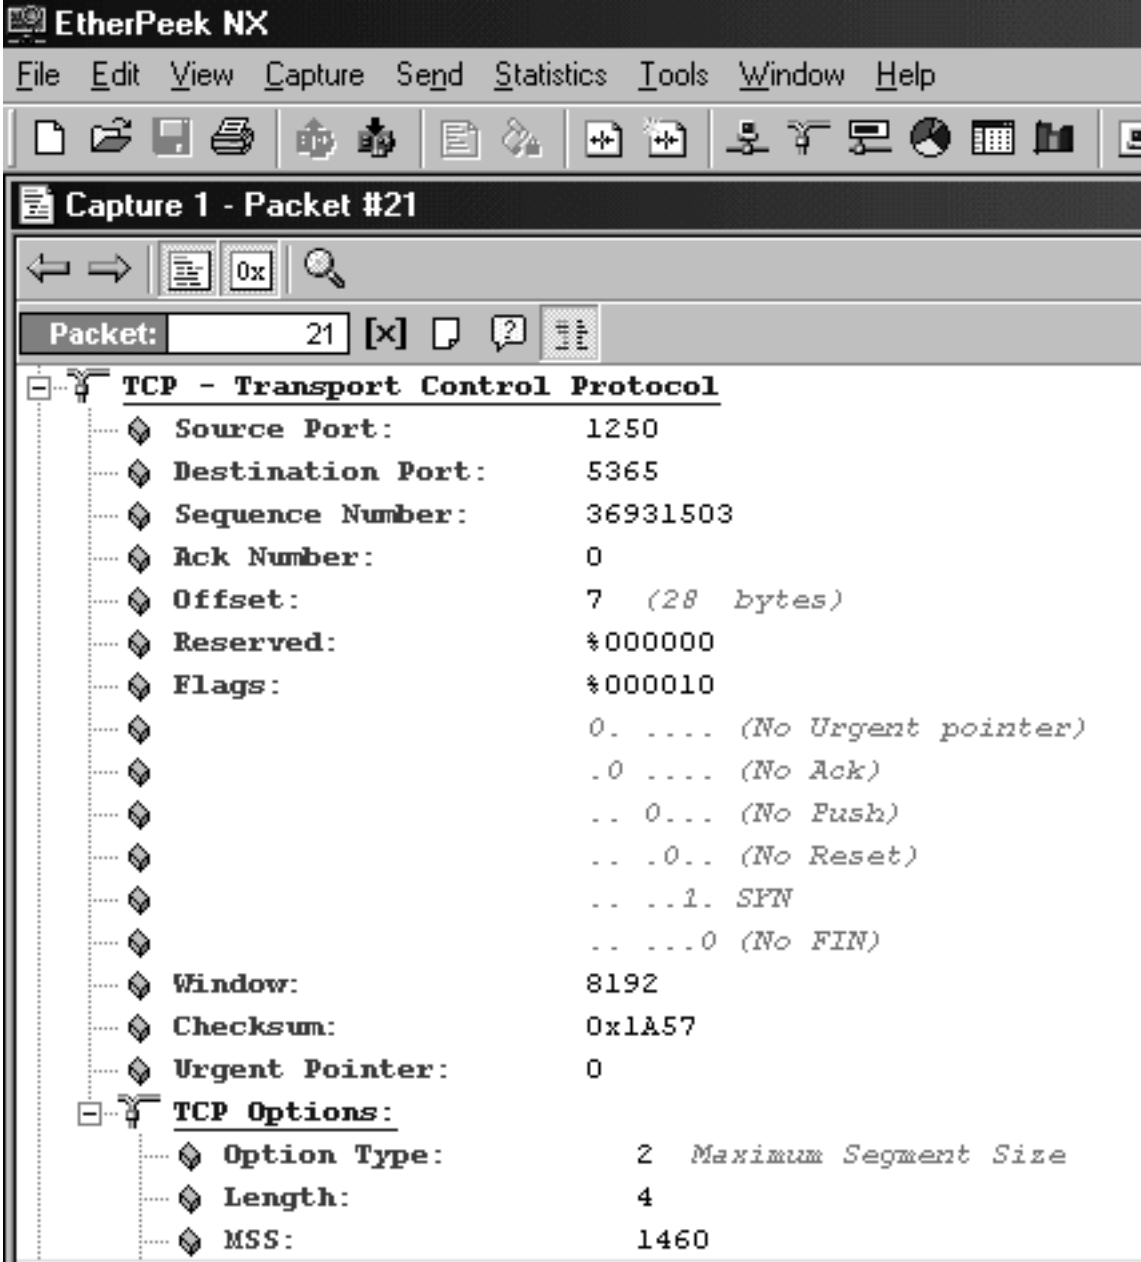 EtherPeek NX
File Edit View Capture Send Statistics Tools Window Help
Capture 1 - Packet #21
0x
Packet: 21 [x] ?
TCP - Transport Control Protocol
Source Port: 1250
Destination Port: 5365
Sequence Number: 36931503
Ack Number: 0
Offset: 7 (28 bytes)
Reserved: %000000
Flags: %000010
0. .... (No Urgent pointer)
.0 .... (No Ack)
.. 0... (No Push)
.. .0.. (No Reset)
.. ..1. SYN
.. ...0 (No FIN)
Window: 8192
Checksum: 0x1A57
Urgent Pointer: 0
TCP Options:
Option Type: 2 Maximum Segment Size
Length: 4
MSS: 1460